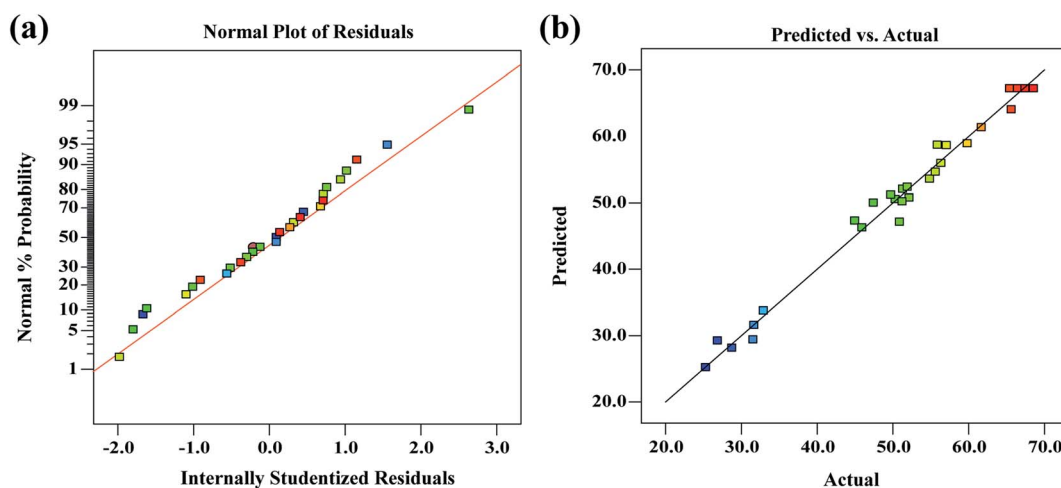 (a)
Normal Plot of Residuals
Normal % Probability
99
95
90
80
70
50
30
20
10
5
1
-2.0 -1.0 0.0 1.0 2.0 3.0
Internally Studentized Residuals
(b)
Predicted vs. Actual
Predicted
70.0
60.0
50.0
40.0
30.0
20.0
20.0 30.0 40.0 50.0 60.0 70.0
Actual